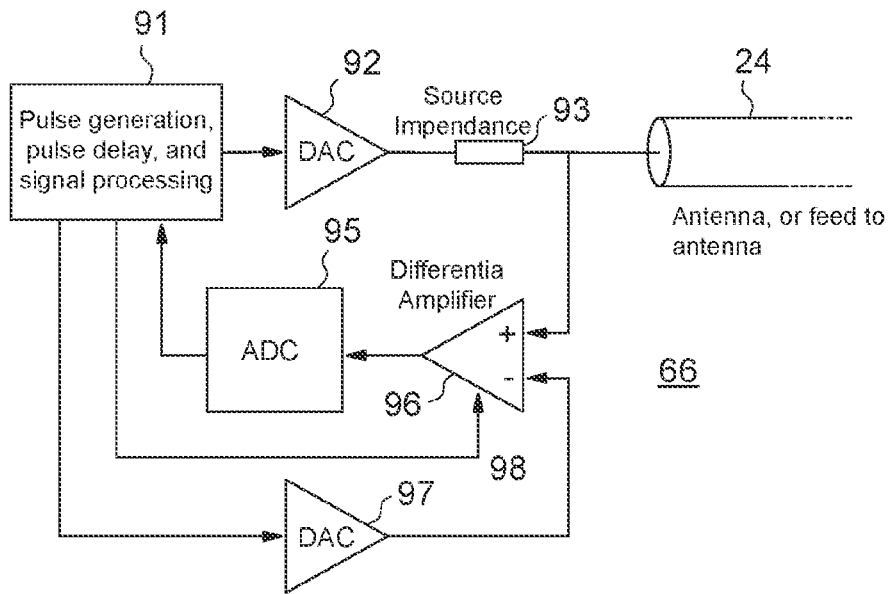 91
Pulse generation,
pulse delay, and
signal processing
92
DAC
Source
Impendance
93
24
Antenna, or feed to
antenna
95
ADC
Differentia
Amplifier
+
-
96
98
66
97
DAC